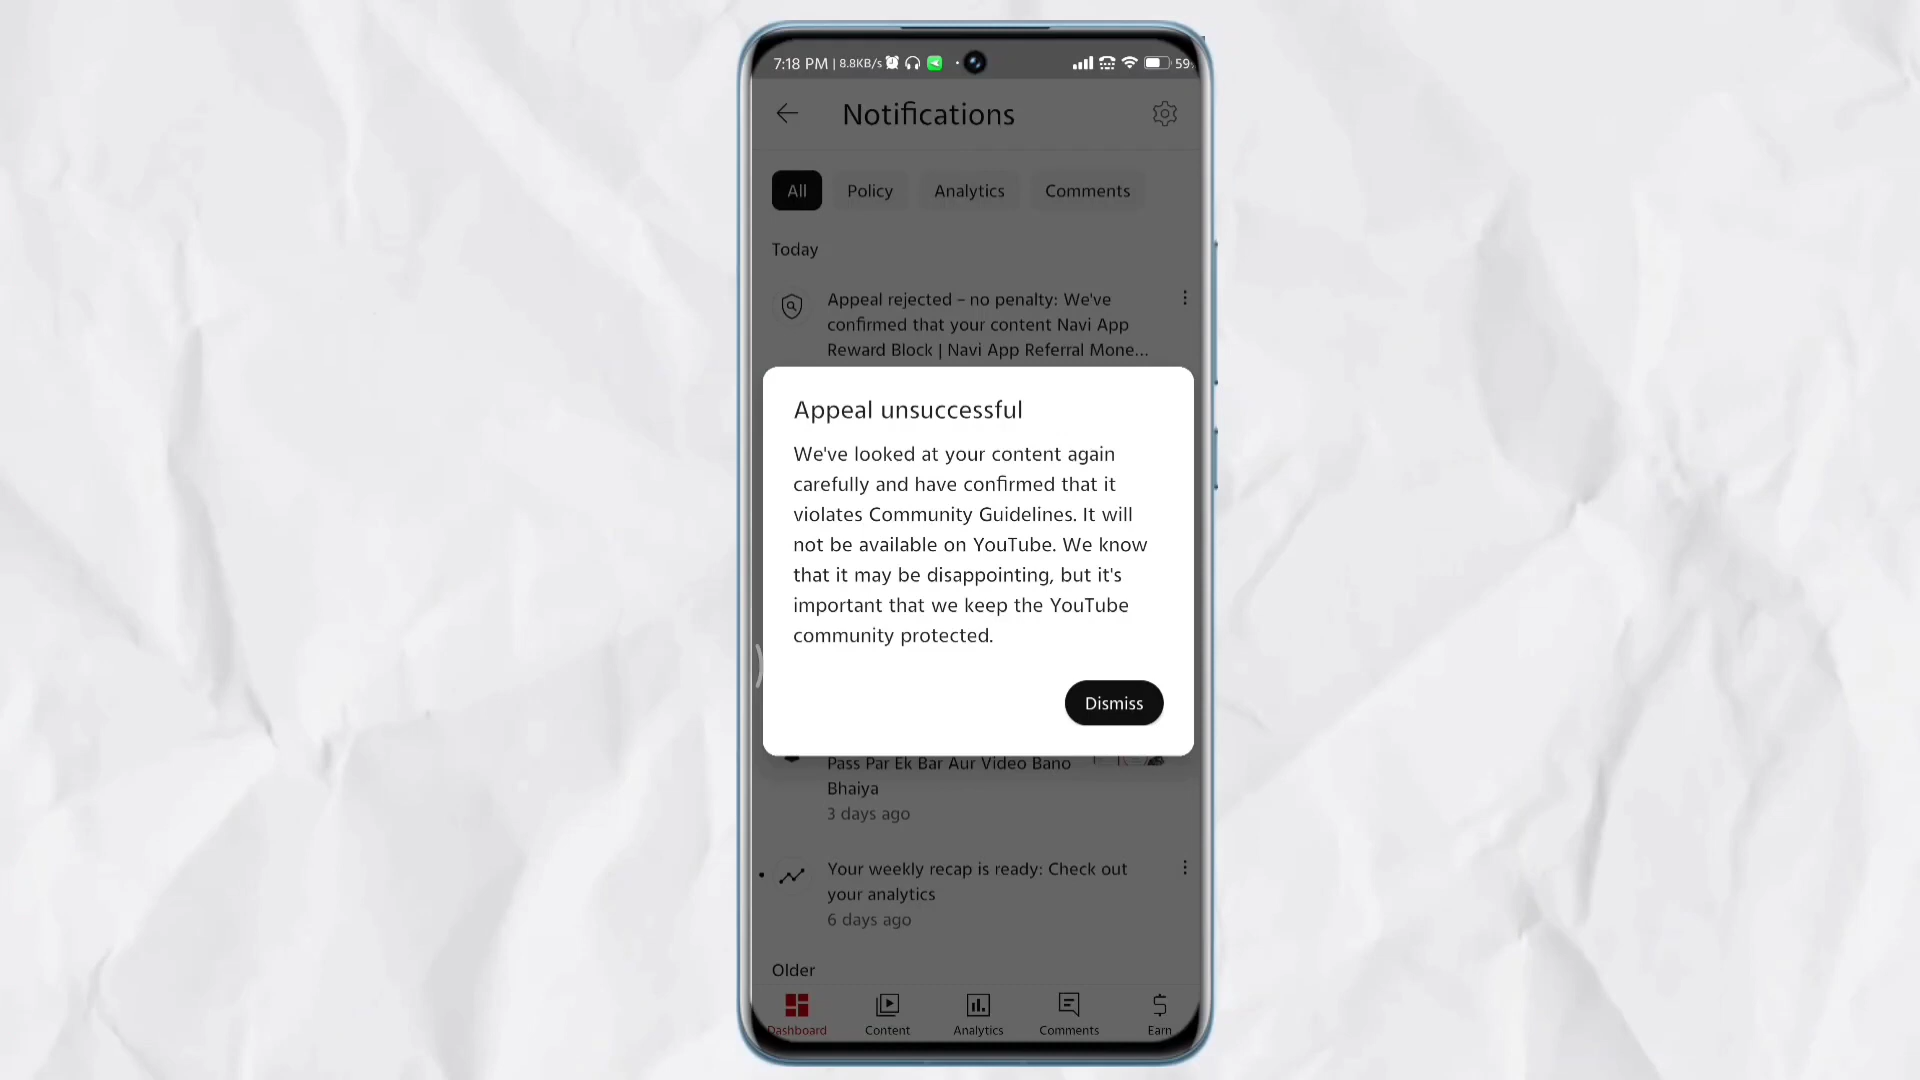 7:18 PM | 8.8KB/s
59
Notifications
All
Policy
Analytics
Comments
Today
Appeal rejected – no penalty: We've
confirmed that your content Navi App
Reward Block | Navi App Referral Mone...
Appeal unsuccessful
We've looked at your content again
carefully and have confirmed that it
violates Community Guidelines. It will
not be available on YouTube. We know
that it may be disappointing, but it's
important that we keep the YouTube
community protected.
Dismiss
Pass Par Ek Bar Aur Video Bano
Bhaiya
3 days ago
Your weekly recap is ready: Check out
your analytics
6 days ago
Older
Dashboard
Content
Analytics
Comments
Earn